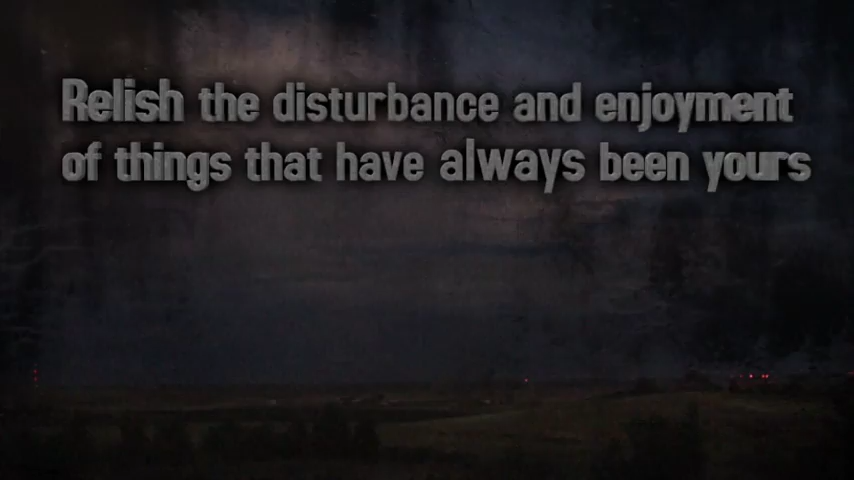 Relish the disturbance and enjoyment
of things that have always been yours